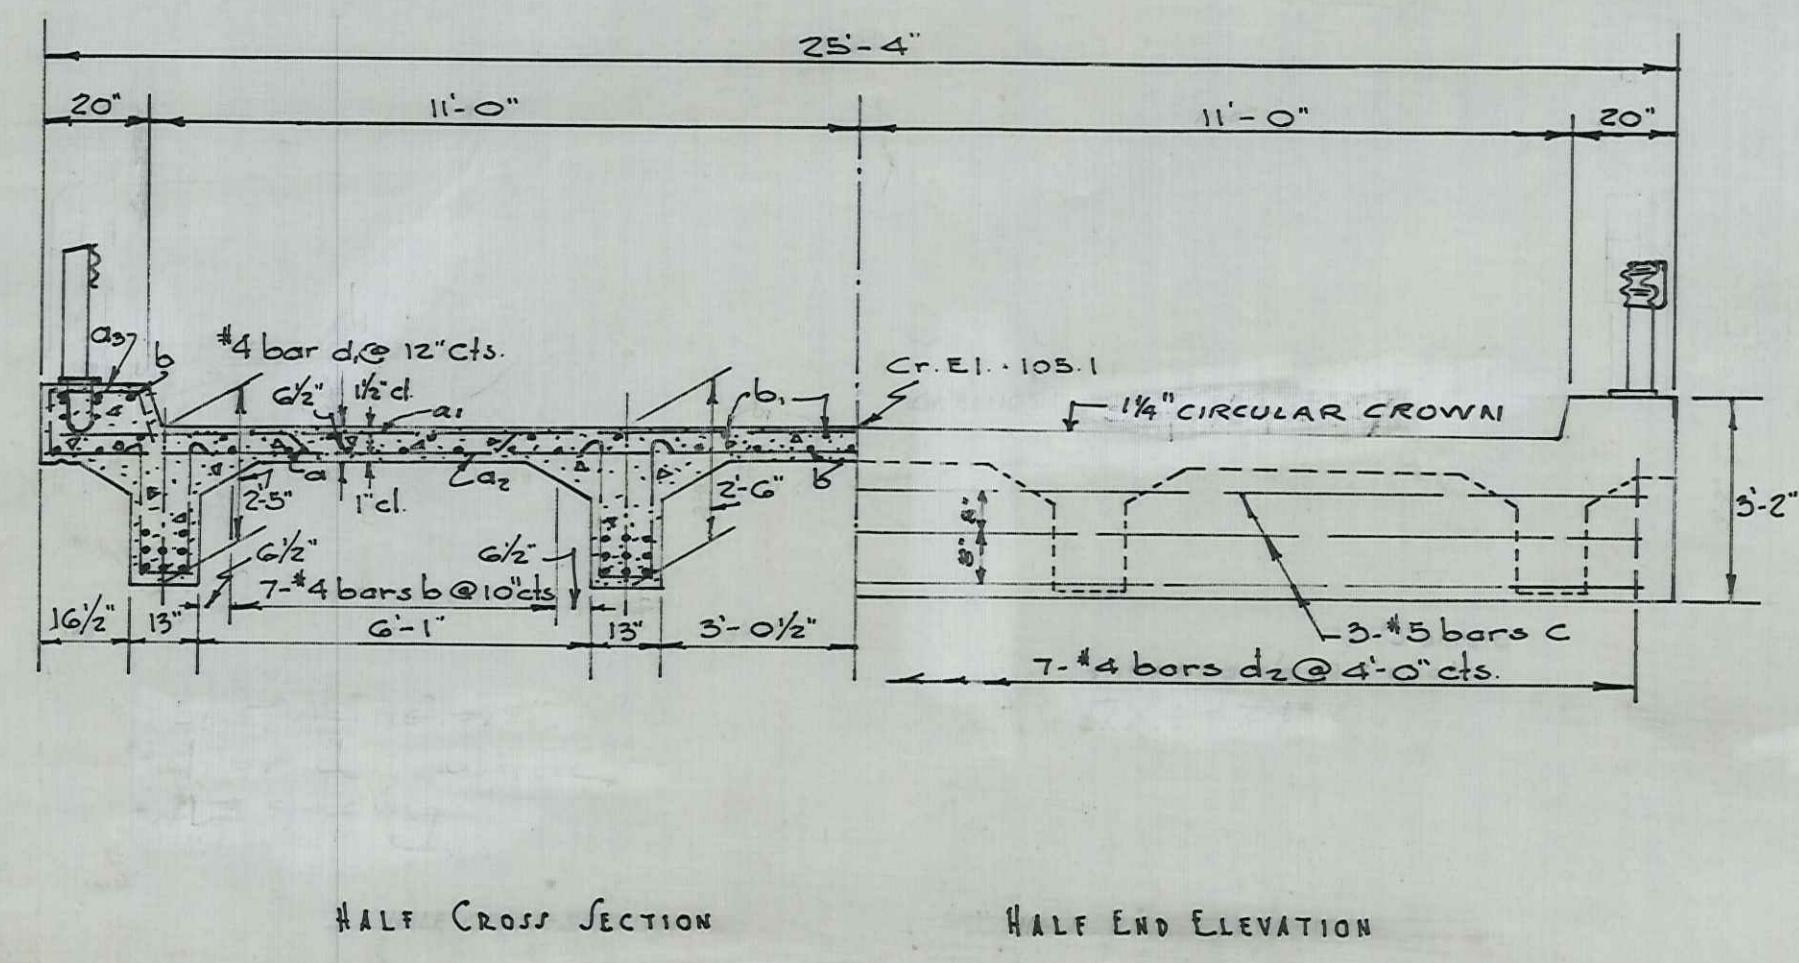 25'-4"
20" 11'-0" 11'-0" 20"
a3 b #4 bar d1 @ 12" cts.
6½" 1½" cl. a1 b1
Cr. El. . 105.1
1¼" CIRCULAR CROWN
a a2 b
2'-5" 1" cl. 2'-6"
8"
3'-2"
6½" 6½"
7-#4 bars b @ 10" cts
16½" 13" 6'-1" 13" 3'-0½"
3-#5 bars C
7-#4 bars d2 @ 4'-0" cts.
HALF CROSS SECTION HALF END ELEVATION